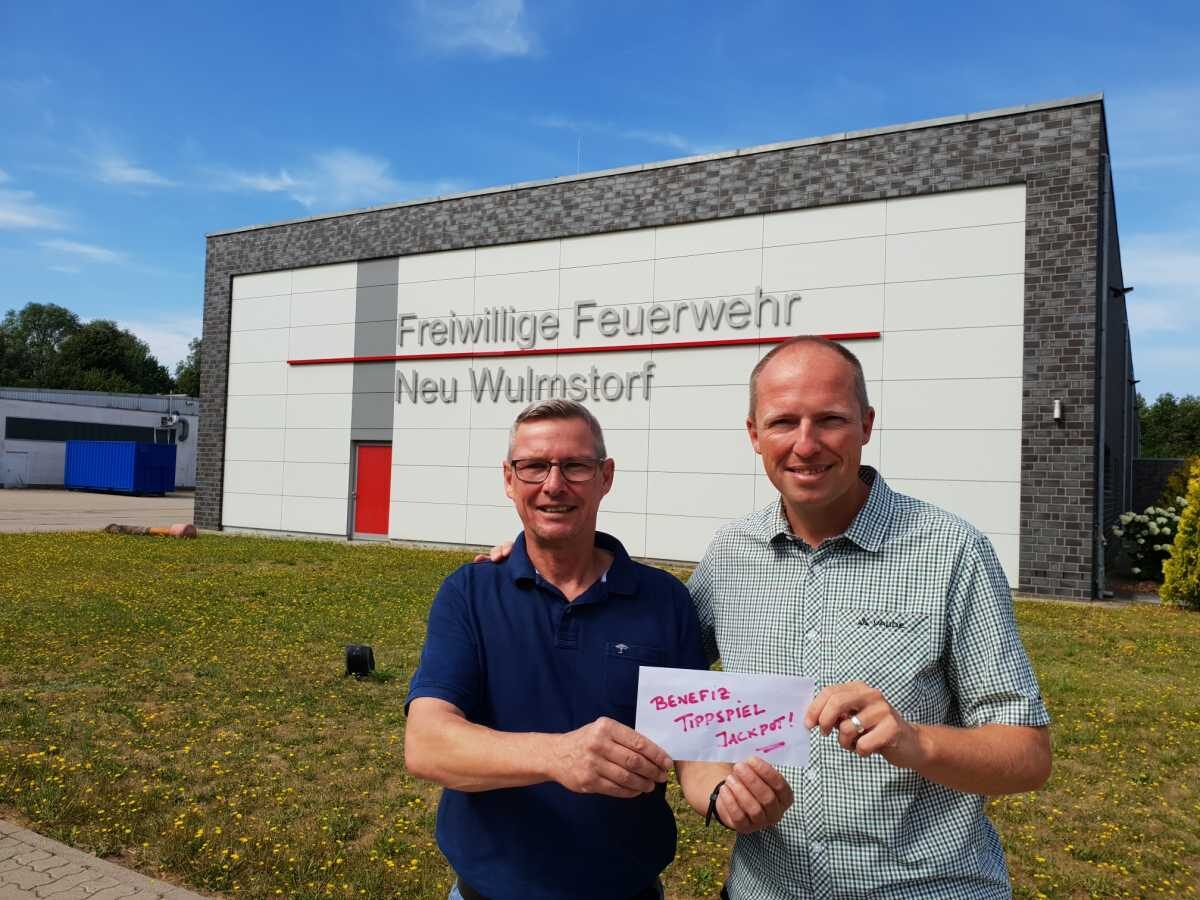 Freiwillige Feuerwehr
Neu Wulmstorf
BENEFIZ
TIPPSPIEL
JACKPOT!
VAUDE